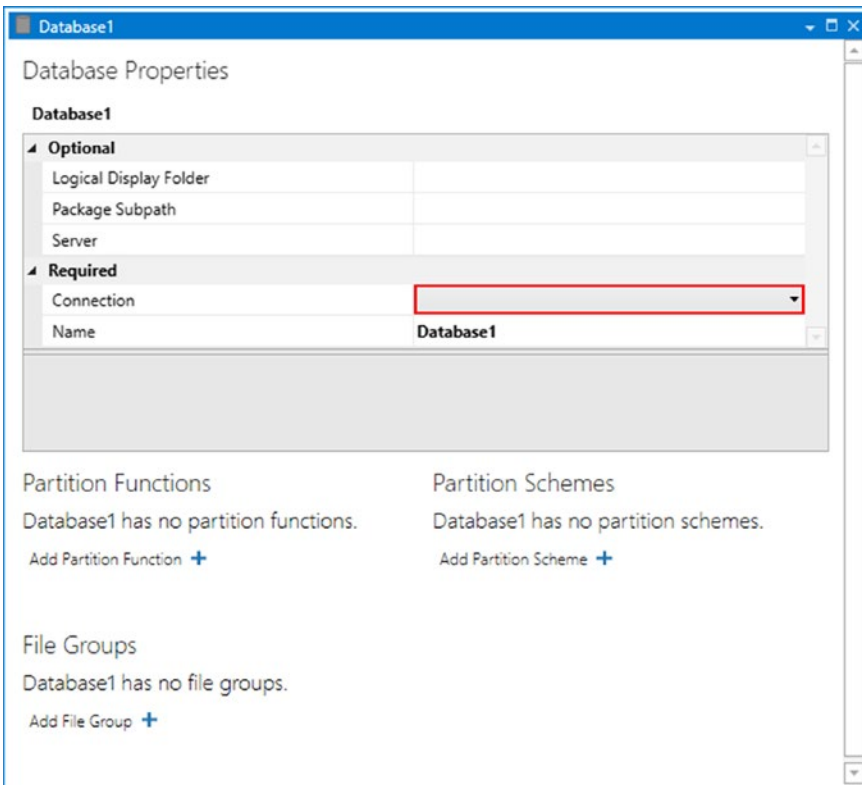 Database1
Database Properties
Database1
Optional
Logical Display Folder
Package Subpath
Server
Required
Connection
Name Database1
Partition Functions
Database1 has no partition functions.
Add Partition Function +
Partition Schemes
Database1 has no partition schemes.
Add Partition Scheme +
File Groups
Database1 has no file groups.
Add File Group +